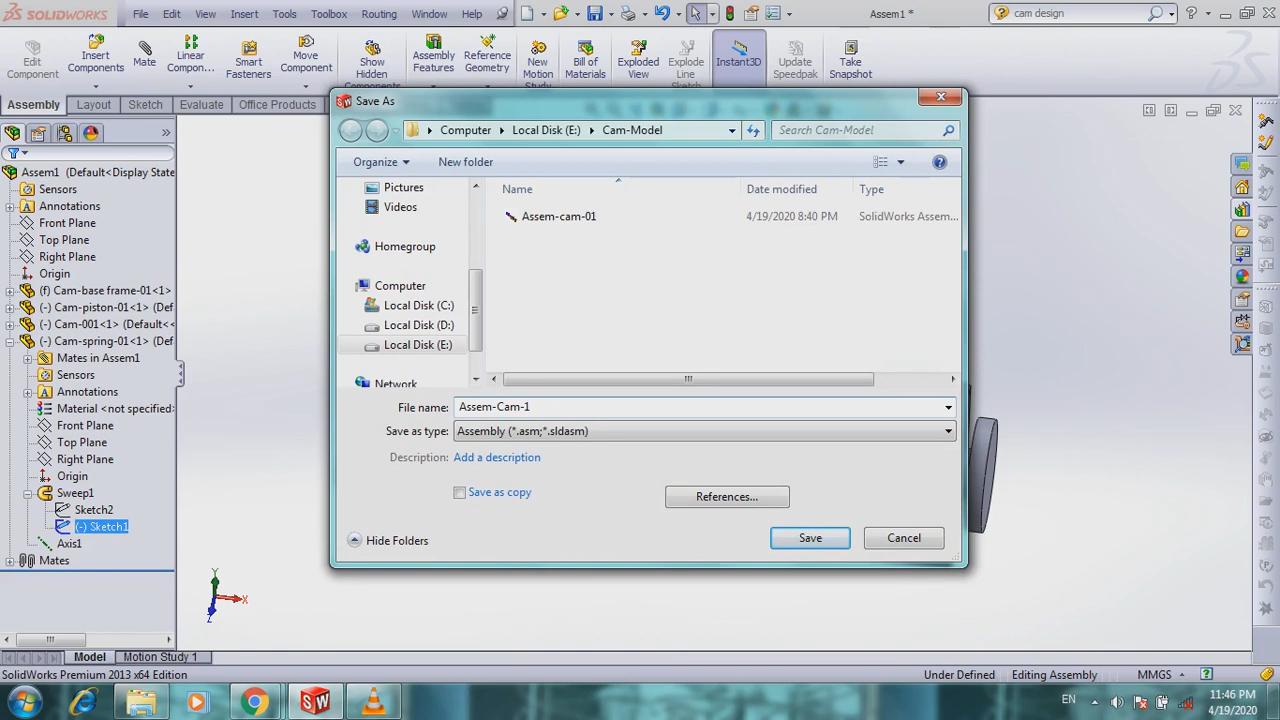 SOLIDWORKS
File
Edit
View
Insert
Tools
Toolbox
Routing
Window
Help
Assem1 *
cam design
Edit
Component
Insert
Components
Mate
Linear
Compon...
Smart
Fasteners
Move
Component
Show
Hidden
Components
Assembly
Features
Reference
Geometry
New
Motion
Study
Bill of
Materials
Exploded
View
Explode
Line
Sketch
Instant3D
Update
Speedpak
Take
Snapshot
Assembly
Layout
Sketch
Evaluate
Office Products
Assem1 (Default<Display State
Sensors
Annotations
Front Plane
Top Plane
Right Plane
Origin
(f) Cam-base frame-01<1>
(-) Cam-piston-01<1> (Def
(-) Cam-001<1> (Default<<
(-) Cam-spring-01<1> (Def
Mates in Assem1
Sensors
Annotations
Material <not specified>
Front Plane
Top Plane
Right Plane
Origin
Sweep1
Sketch2
(-) Sketch1
Axis1
Mates
Save As
Computer
Local Disk (E:)
Cam-Model
Search Cam-Model
Organize
New folder
Name
Date modified
Type
Assem-cam-01
4/19/2020 8:40 PM
SolidWorks Assem...
Pictures
Videos
Homegroup
Computer
Local Disk (C:)
Local Disk (D:)
Local Disk (E:)
Network
File name: Assem-Cam-1
Save as type: Assembly (*.asm;*.sldasm)
Description: Add a description
Save as copy
References...
Hide Folders
Save
Cancel
Y
X
Z
Model
Motion Study 1
SolidWorks Premium 2013 x64 Edition
Under Defined
Editing Assembly
MMGS
EN
11:46 PM
4/19/2020